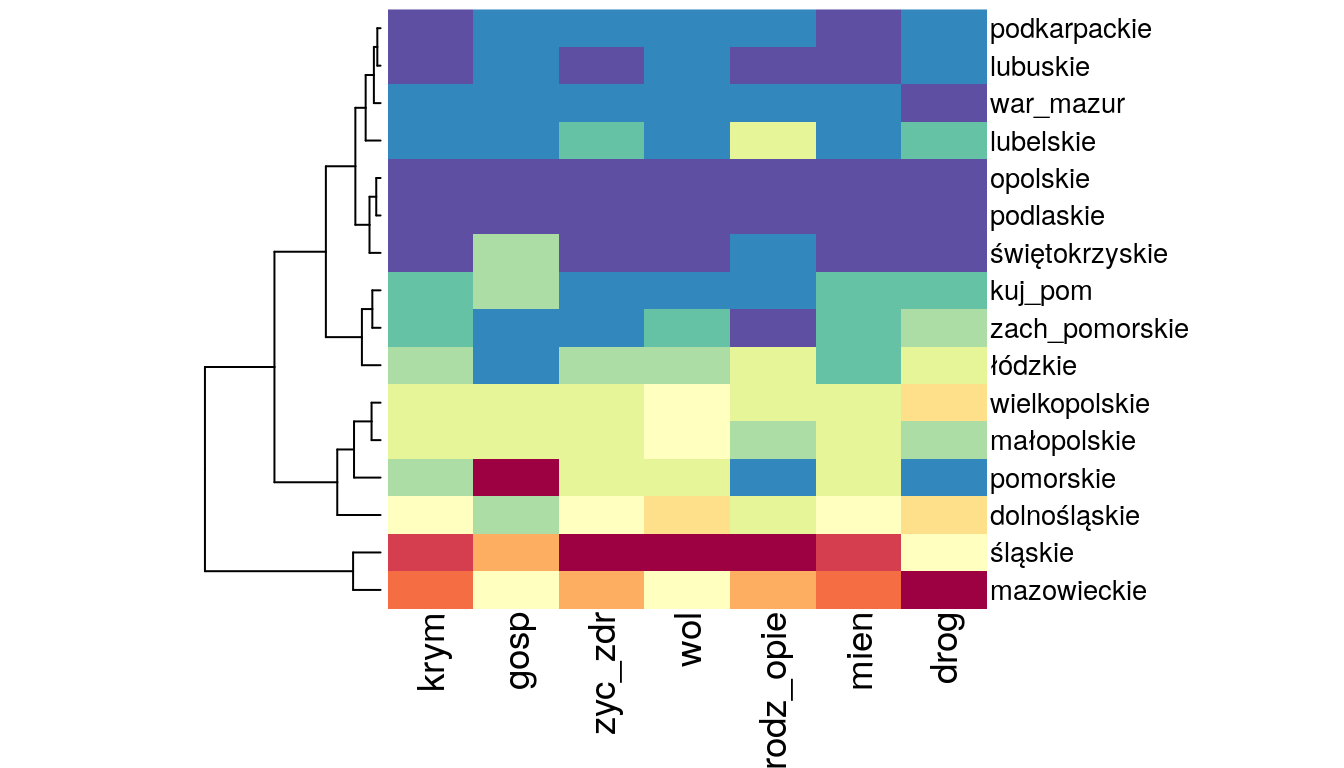 podkarpackie
lubuskie
war_mazur
lubelskie
opolskie
podlaskie
świętokrzyskie
kuj_pom
zach_pomorskie
łódzkie
wielkopolskie
małopolskie
pomorskie
dolnośląskie
śląskie
mazowieckie
krym
gosp
zyc_zdr
wol
rodz_opie
mien
drog